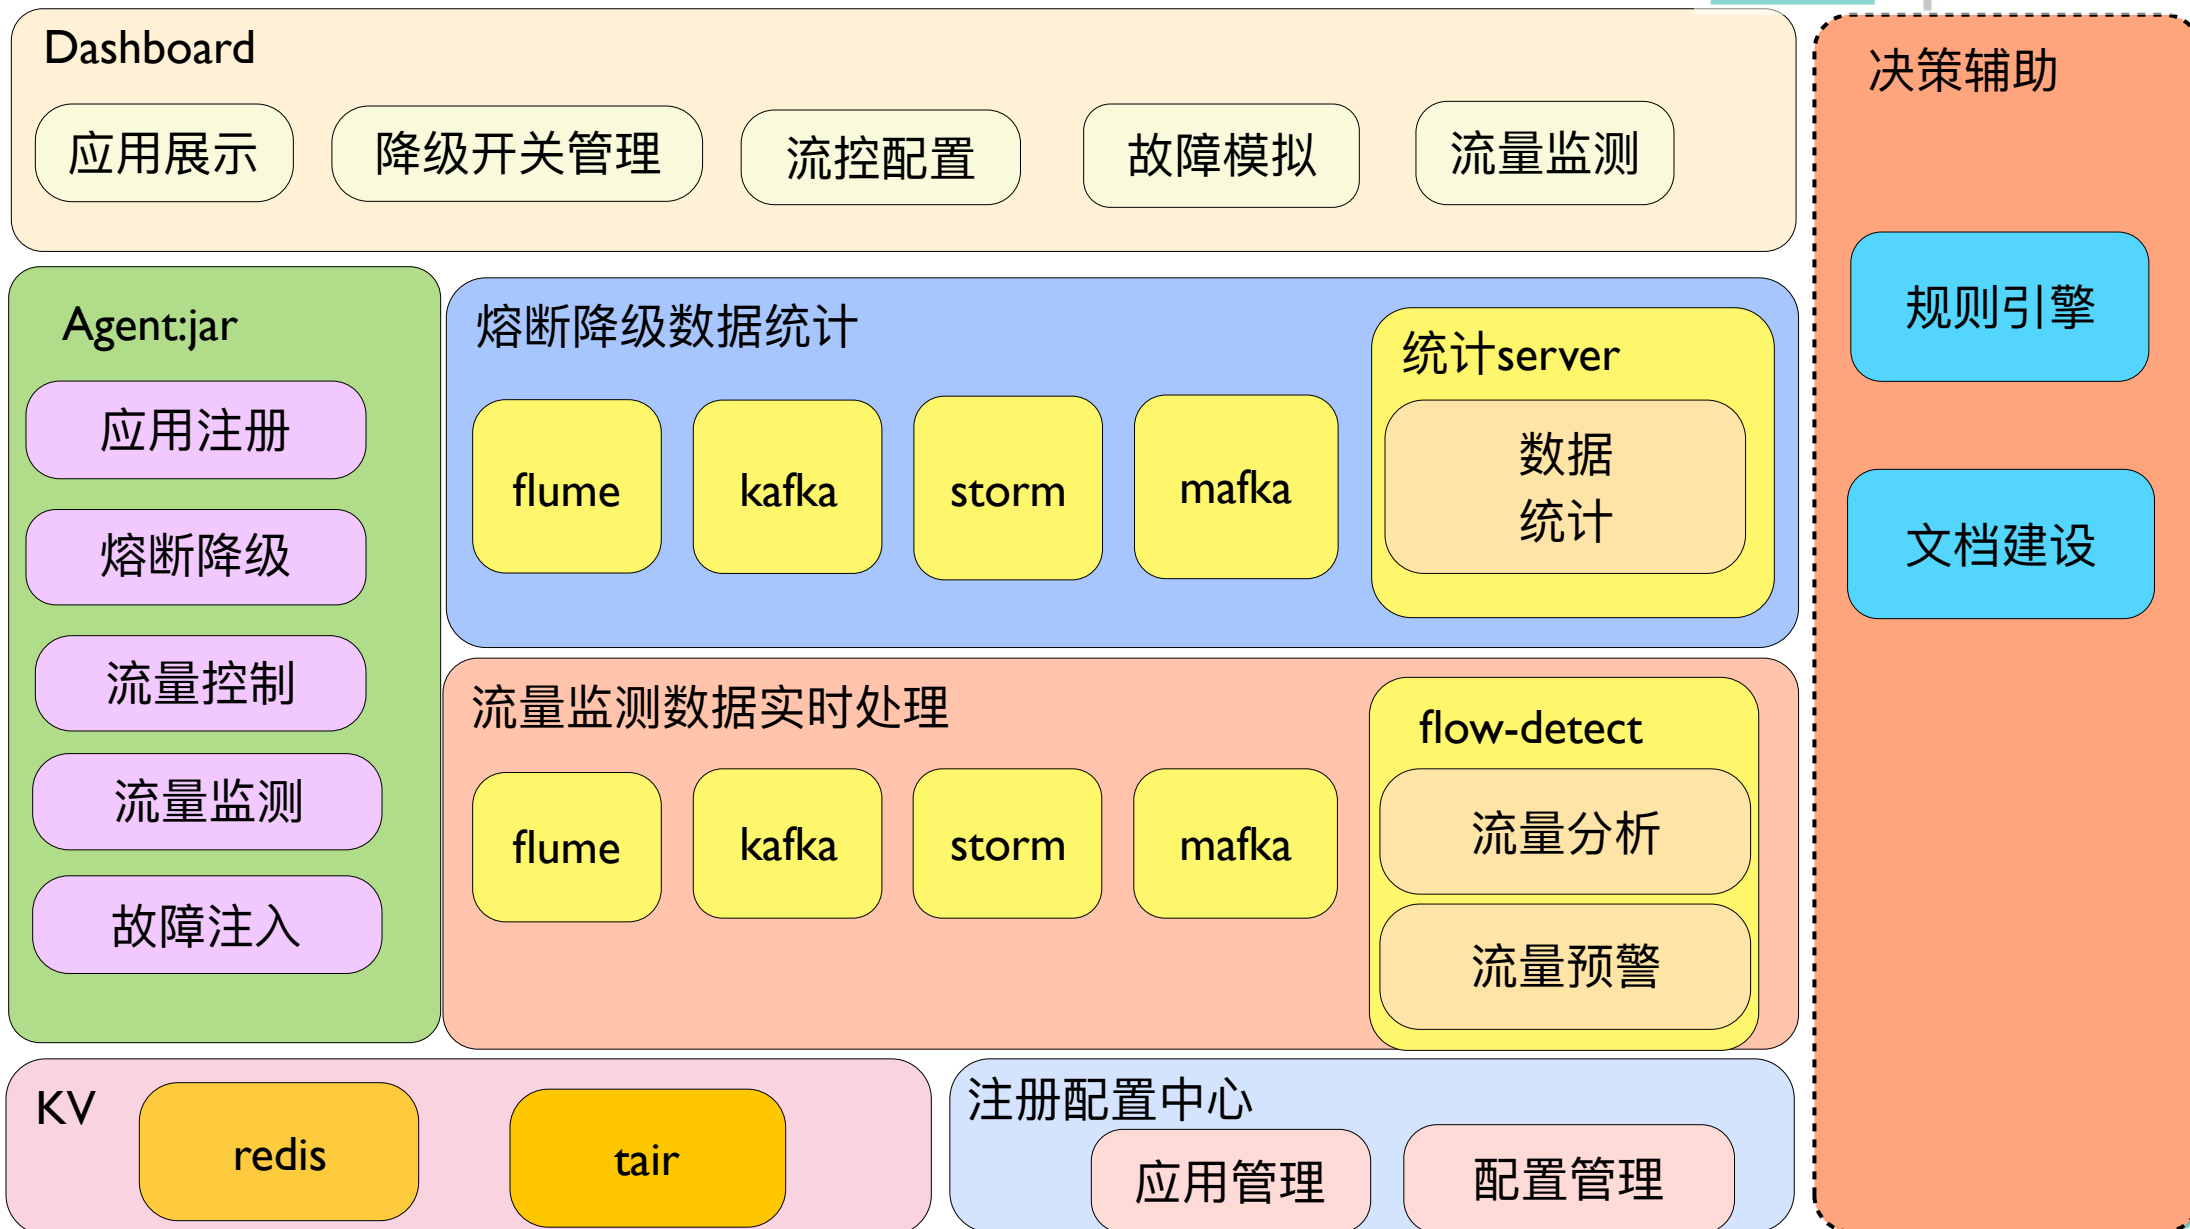 Dashboard
应用展示
降级开关管理
流控配置
故障模拟
流量监测
决策辅助
规则引擎
文档建设
Agent:jar
应用注册
熔断降级
流量控制
流量监测
故障注入
熔断降级数据统计
flume
kafka
storm
mafka
统计server
数据
统计
流量监测数据实时处理
flume
kafka
storm
mafka
flow-detect
流量分析
流量预警
KV
redis
tair
注册配置中心
应用管理
配置管理